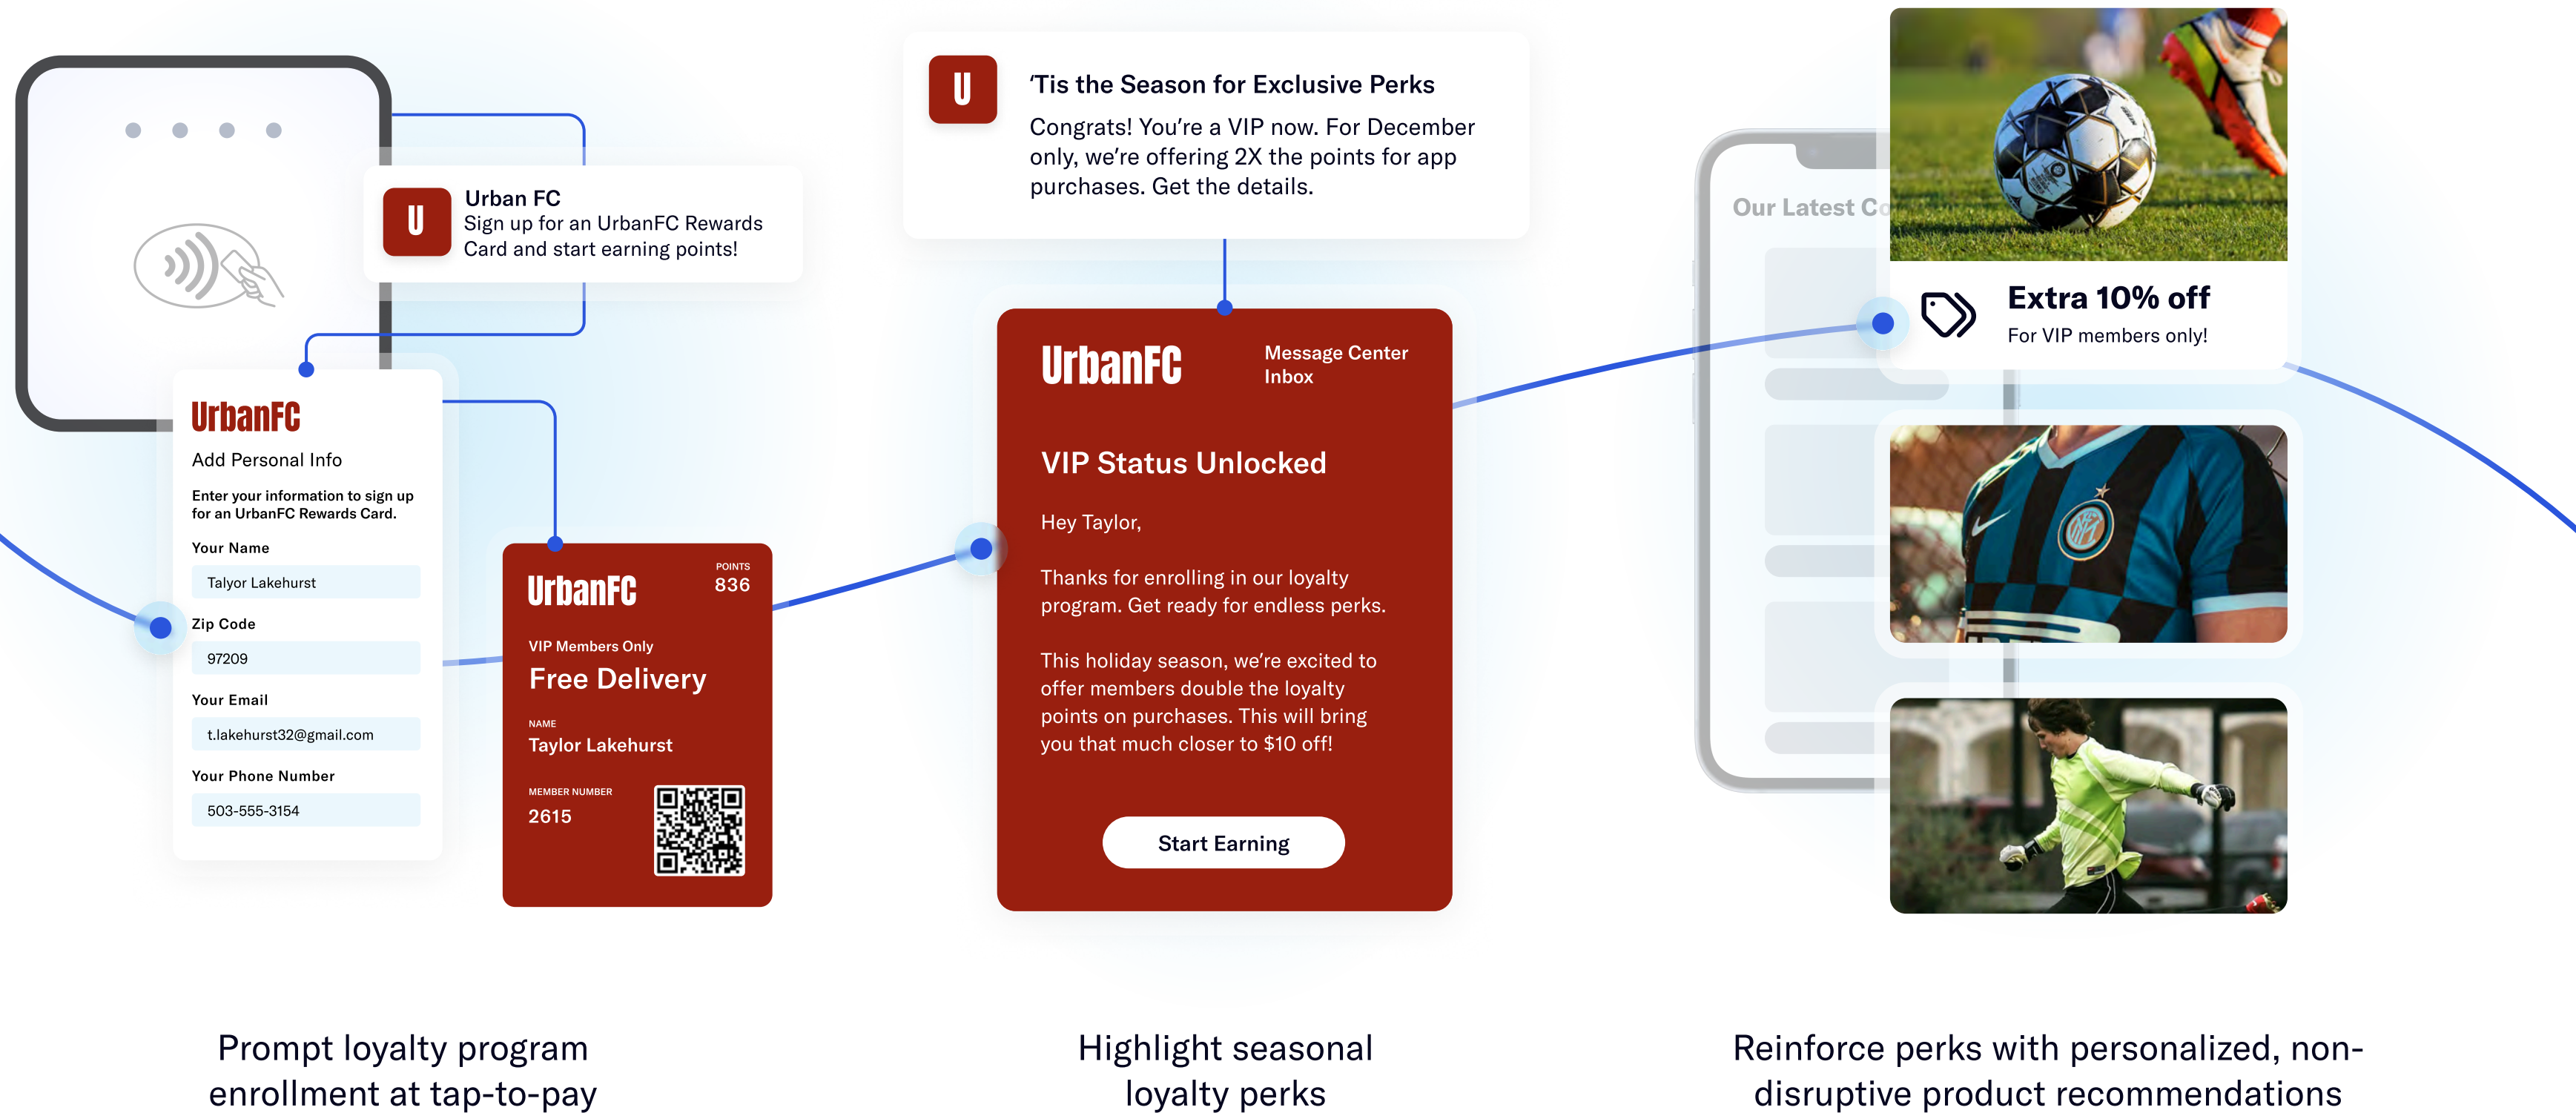 U
Urban FC
Sign up for an UrbanFC Rewards
Card and start earning points!
UrbanFC
Add Personal Info
Enter your information to sign up
for an UrbanFC Rewards Card.
Your Name
Talyor Lakehurst
Zip Code
97209
Your Email
t.lakehurst32@gmail.com
Your Phone Number
503-555-3154
UrbanFC
POINTS
836
VIP Members Only
Free Delivery
NAME
Taylor Lakehurst
MEMBER NUMBER
2615
Prompt loyalty program
enrollment at tap-to-pay
U
‘Tis the Season for Exclusive Perks
Congrats! You’re a VIP now. For December
only, we’re offering 2X the points for app
purchases. Get the details.
UrbanFC
Message Center
Inbox
VIP Status Unlocked
Hey Taylor,
Thanks for enrolling in our loyalty
program. Get ready for endless perks.
This holiday season, we’re excited to
offer members double the loyalty
points on purchases. This will bring
you that much closer to $10 off!
Start Earning
Highlight seasonal
loyalty perks
Our Latest Co
Extra 10% off
For VIP members only!
Reinforce perks with personalized, non-
disruptive product recommendations